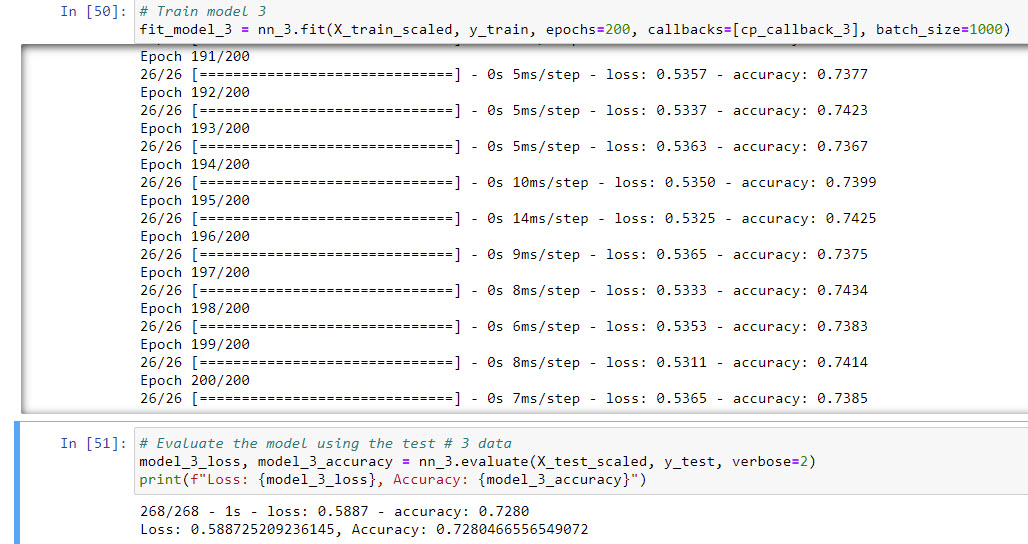 In [50]: # Train model 3
fit_model_3 = nn_3.fit(X_train_scaled, y_train, epochs=200, callbacks=[cp_callback_3], batch_size=1000)
Epoch 191/200
26/26 [==============================] - 0s 5ms/step - loss: 0.5357 - accuracy: 0.7377
Epoch 192/200
26/26 [==============================] - 0s 5ms/step - loss: 0.5337 - accuracy: 0.7423
Epoch 193/200
26/26 [==============================] - 0s 5ms/step - loss: 0.5363 - accuracy: 0.7367
Epoch 194/200
26/26 [==============================] - 0s 10ms/step - loss: 0.5350 - accuracy: 0.7399
Epoch 195/200
26/26 [==============================] - 0s 14ms/step - loss: 0.5325 - accuracy: 0.7425
Epoch 196/200
26/26 [==============================] - 0s 9ms/step - loss: 0.5365 - accuracy: 0.7375
Epoch 197/200
26/26 [==============================] - 0s 8ms/step - loss: 0.5333 - accuracy: 0.7434
Epoch 198/200
26/26 [==============================] - 0s 6ms/step - loss: 0.5353 - accuracy: 0.7383
Epoch 199/200
26/26 [==============================] - 0s 8ms/step - loss: 0.5311 - accuracy: 0.7414
Epoch 200/200
26/26 [==============================] - 0s 7ms/step - loss: 0.5365 - accuracy: 0.7385
In [51]: # Evaluate the model using the test # 3 data
model_3_loss, model_3_accuracy = nn_3.evaluate(X_test_scaled, y_test, verbose=2)
print(f"Loss: {model_3_loss}, Accuracy: {model_3_accuracy}")
268/268 - 1s - loss: 0.5887 - accuracy: 0.7280
Loss: 0.588725209236145, Accuracy: 0.7280466556549072